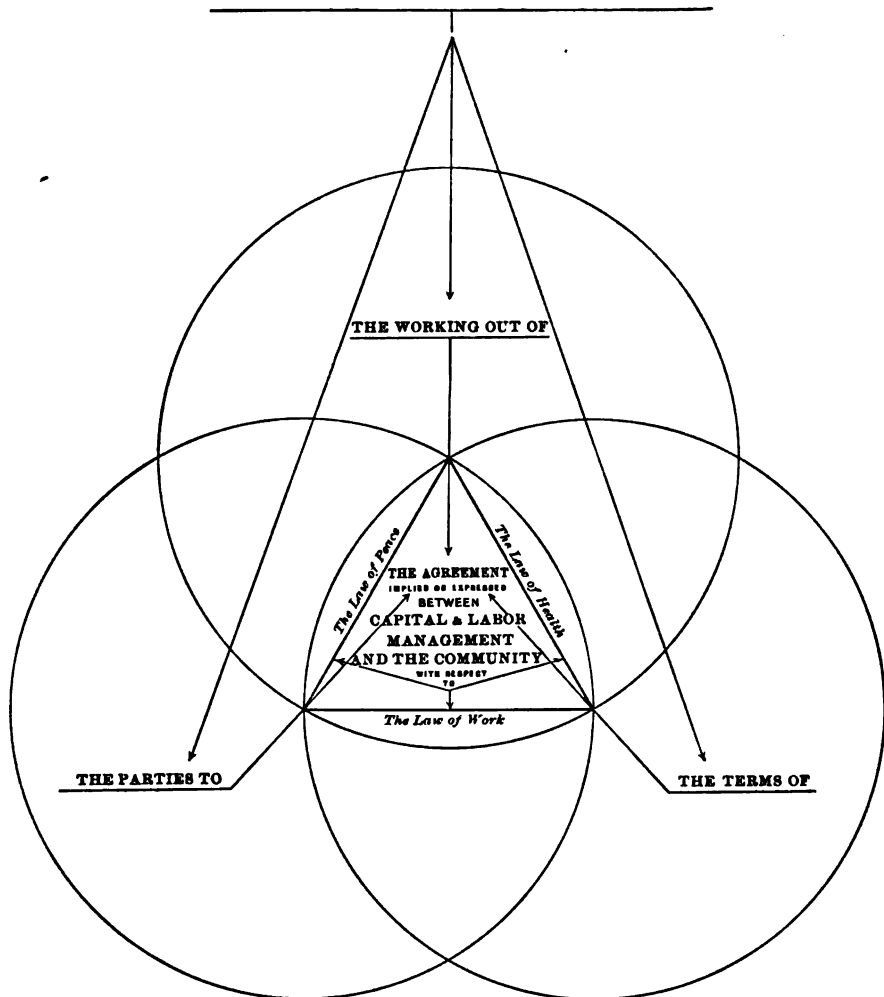 THE WORKING OUT OF
The Law of Peace
The Law of Health
THE AGREEMENT
IMPLIED OR EXPRESSED
BETWEEN
CAPITAL & LABOR
MANAGEMENT
AND THE COMMUNITY
WITH RESPECT
TO
The Law of Work
THE PARTIES TO
THE TERMS OF